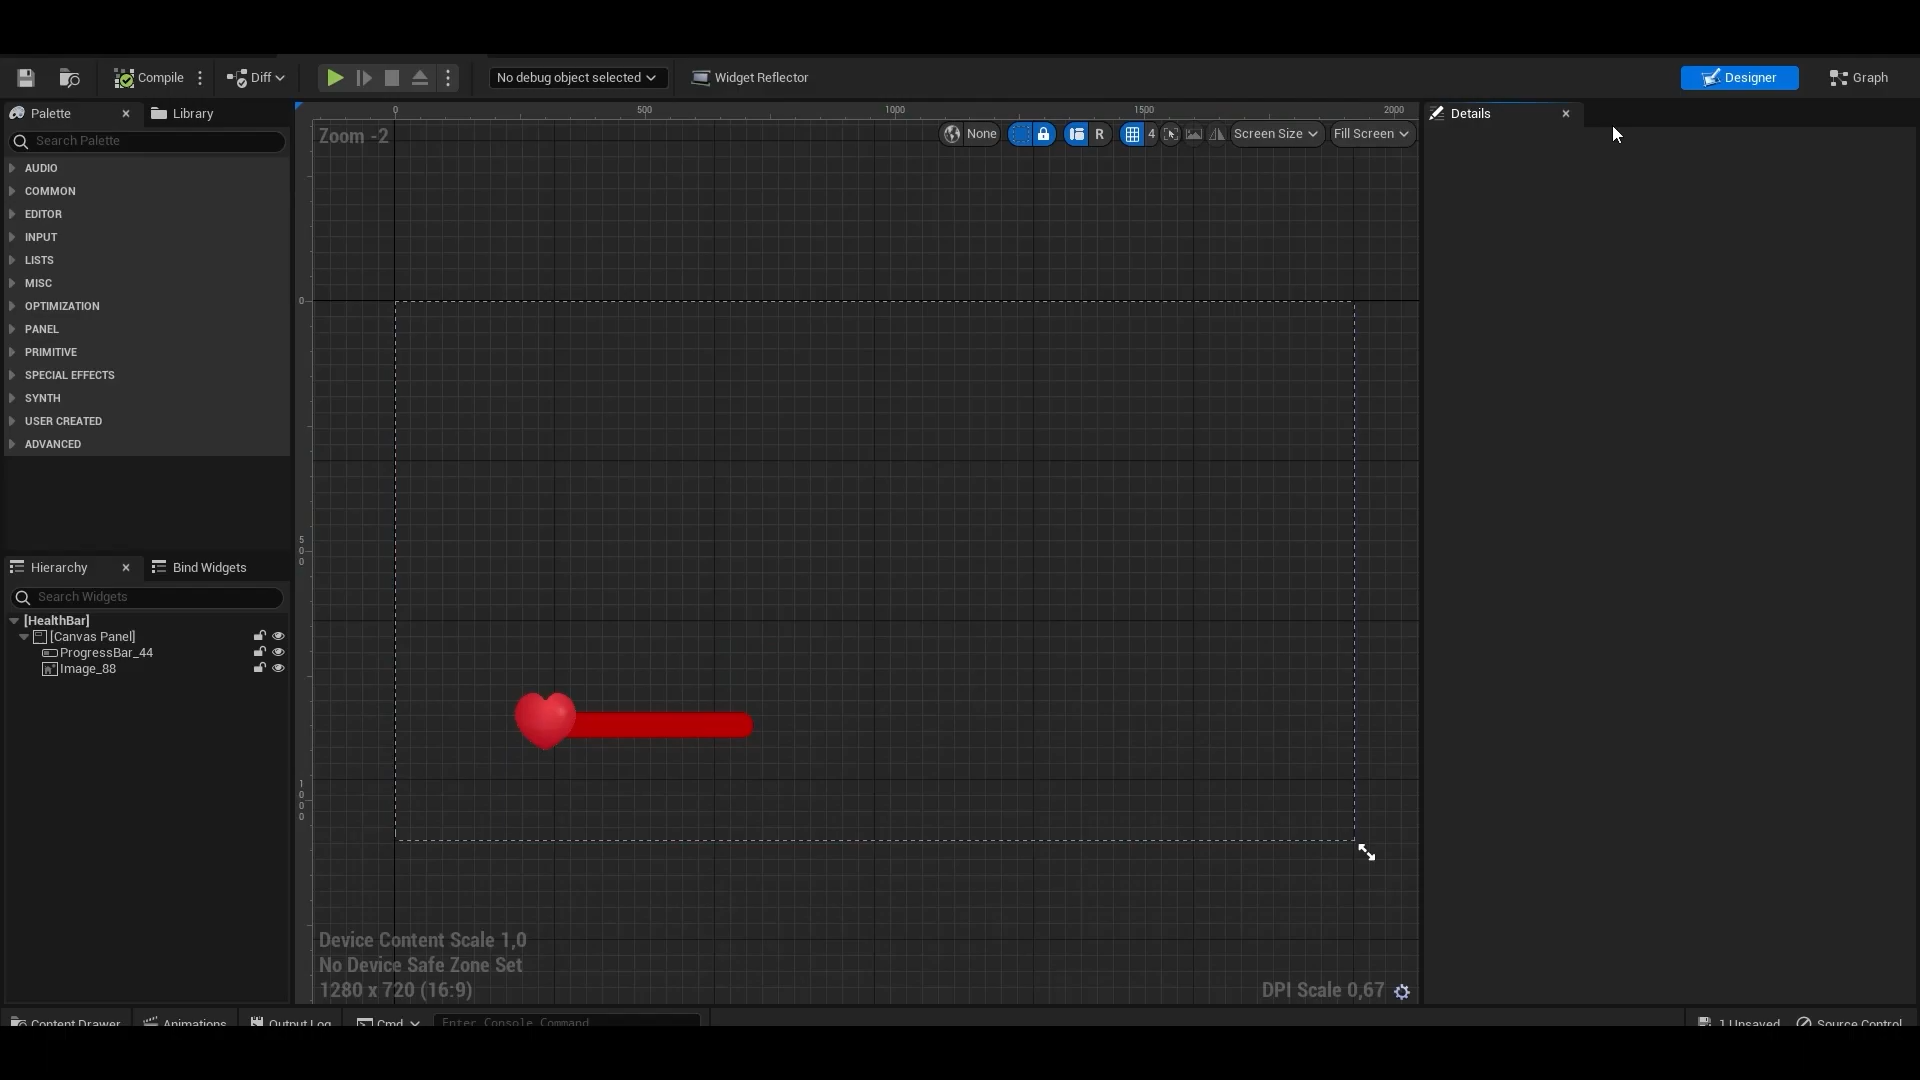 Compile
Diff
No debug object selected
Widget Reflector
Designer
Graph
Palette
Library
Search Palette
AUDIO
COMMON
EDITOR
INPUT
LISTS
MISC
OPTIMIZATION
PANEL
PRIMITIVE
SPECIAL EFFECTS
SYNTH
USER CREATED
ADVANCED
Hierarchy
Bind Widgets
Search Widgets
[HealthBar]
[Canvas Panel]
ProgressBar_44
Image_88
0
500
1000
1500
2000
Zoom -2
None
R
4
Screen Size
Fill Screen
0
500
1000
Device Content Scale 1,0
No Device Safe Zone Set
1280 x 720 (16:9)
DPI Scale 0,67
Details
Content Drawer
Animations
Output Log
Cmd
Enter Console Command
1 Unsaved
Source Control